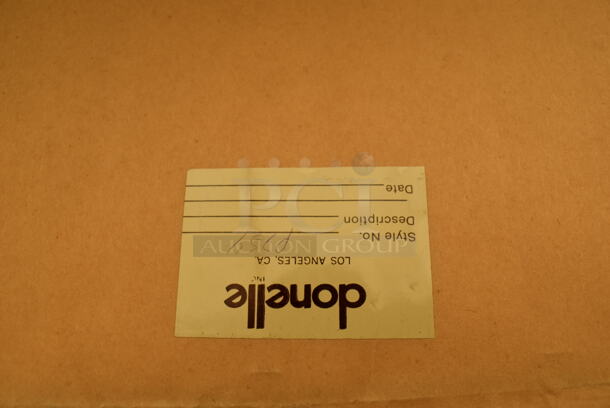 donelle
INC.
LOS ANGELES, CA.
Style No.
Description
Date
PCI
AUCTION GROUP